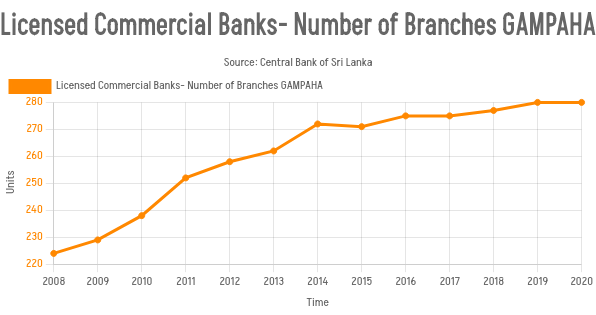 Licensed Commercial Banks- Number of Branches GAMPAHA
Source: Central Bank of Sri Lanka
Licensed Commercial Banks- Number of Branches GAMPAHA
280
270
260
250
240
230
220
Units
2008 2009 2010 2011 2012 2013 2014 2015 2016 2017 2018 2019 2020
Time